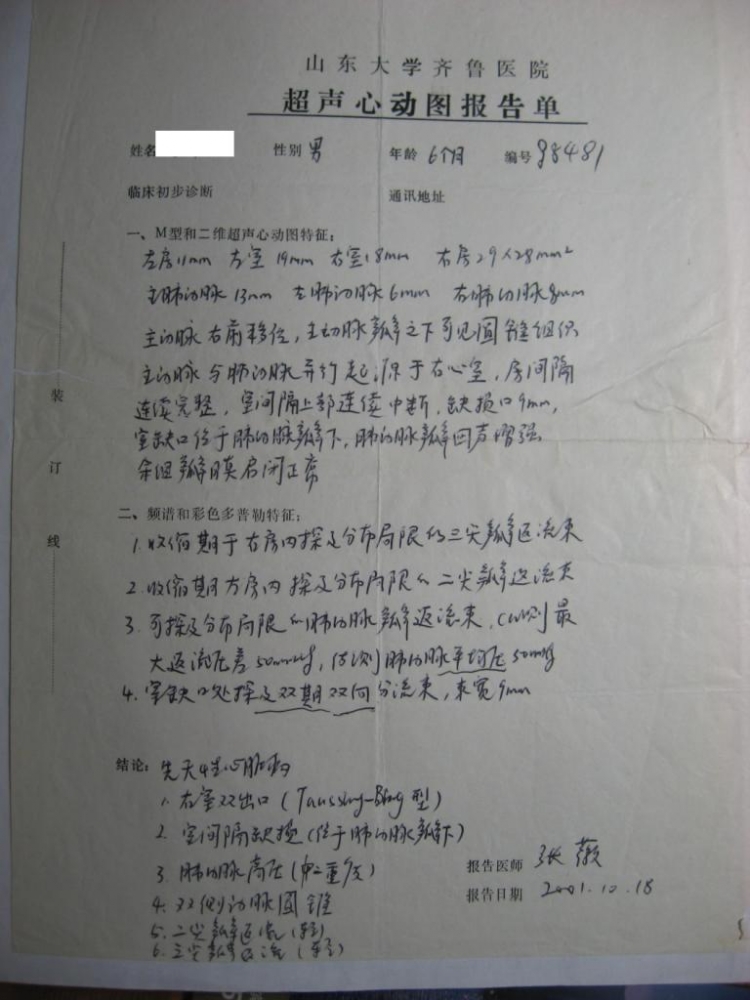 山东大学齐鲁医院
超声心动图报告单
姓名 性别 男 年龄 6个月 编号 98481
临床初步诊断 通讯地址
一、M型和二维超声心动图特征：
左房11mm 左室19mm 右室18mm 右房29×28mm²
主肺动脉13mm 左肺动脉6mm 右肺动脉8mm
主动脉右前移位，主动脉瓣之下可见圆锥组织
主动脉与肺动脉并行起源于右心室，房间隔
连续完整，室间隔上部连续中断，缺损口9mm，
室缺口位于肺动脉瓣下，肺动脉瓣回声增强
余组瓣膜启闭正常
装
订
线
二、频谱和彩色多普勒特征：
1. 收缩期于右房内探及分布局限的三尖瓣返流束
2. 收缩期左房内探及分布局限的二尖瓣返流束
3. 可探及分布局限的肺动脉瓣返流束，CW测最
大返流压差50mmHg，估测肺动脉平均压50mmHg
4. 室缺口处探及双期双向分流束，束宽9mm
结论： 先天性心脏病
1. 右室双出口（Taussing-Bing型）
2. 室间隔缺损（位于肺动脉瓣下）
3. 肺动脉高压（重度）
4. 双侧动脉圆锥
5. 二尖瓣返流（轻）
6. 三尖瓣返流（轻）
报告医师 张薇
报告日期 2001.10.18